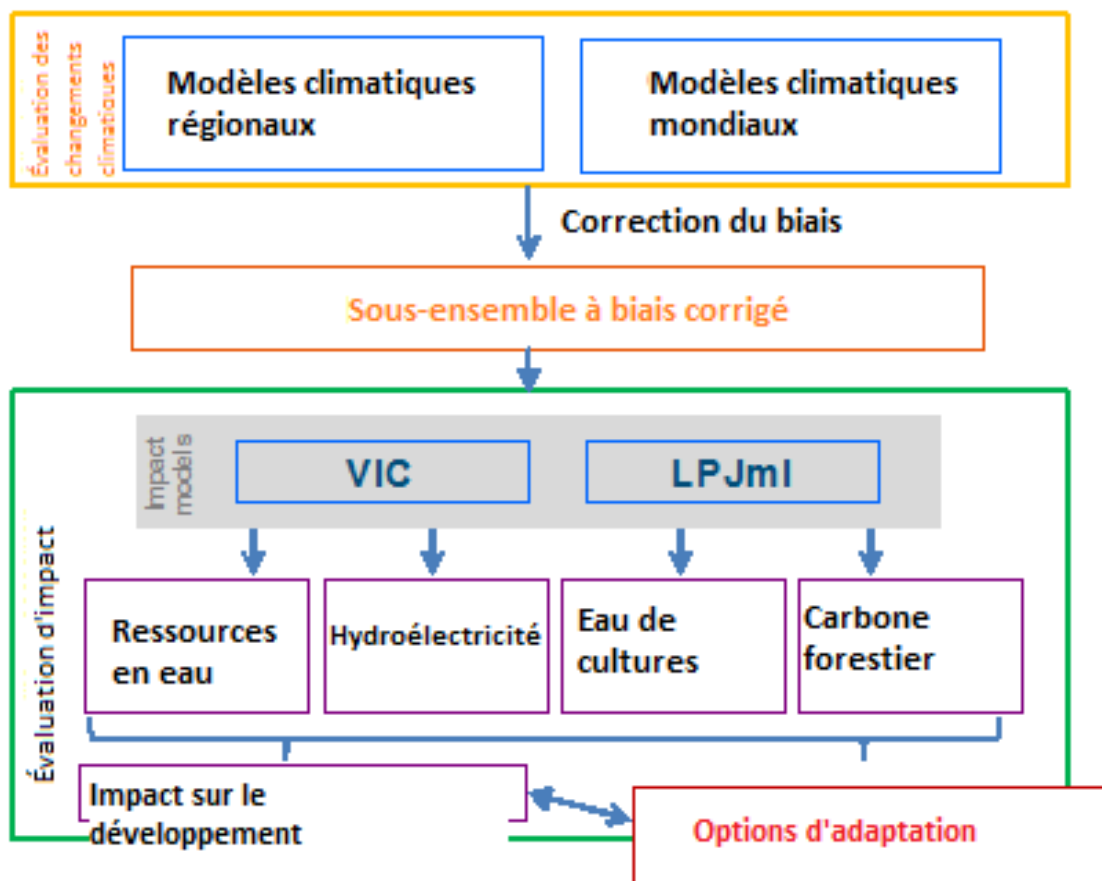 Évaluation des
changements
climatiques
Modèles climatiques
régionaux
Modèles climatiques
mondiaux
Correction du biais
Sous-ensemble à biais corrigé
Évaluation d'impact
Impact
models
VIC
LPJml
Ressources
en eau
Hydroélectricité
Eau de
cultures
Carbone
forestier
Impact sur le
développement
Options d'adaptation